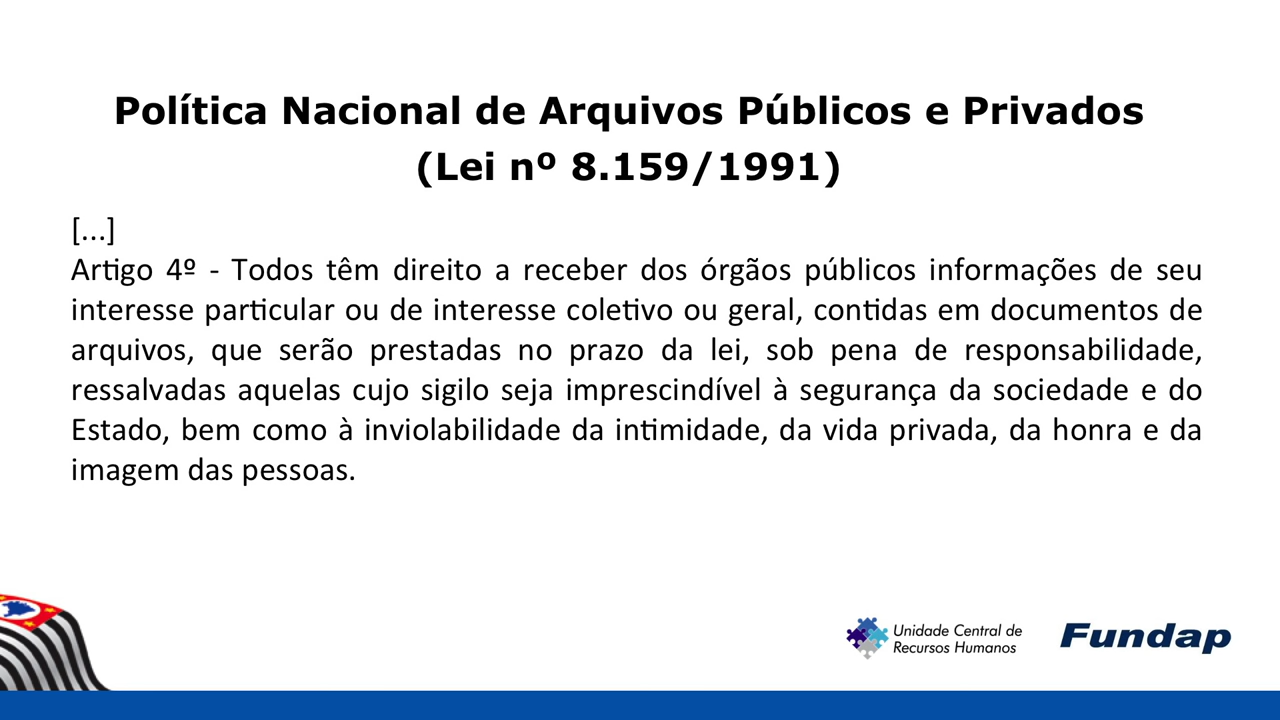 Política Nacional de Arquivos Públicos e Privados
(Lei nº 8.159/1991)
[...]
Artigo 4º - Todos têm direito a receber dos órgãos públicos informações de seu
interesse particular ou de interesse coletivo ou geral, contidas em documentos de
arquivos, que serão prestadas no prazo da lei, sob pena de responsabilidade,
ressalvadas aquelas cujo sigilo seja imprescindível à segurança da sociedade e do
Estado, bem como à inviolabilidade da intimidade, da vida privada, da honra e da
imagem das pessoas.
Unidade Central de
Recursos Humanos
Fundap